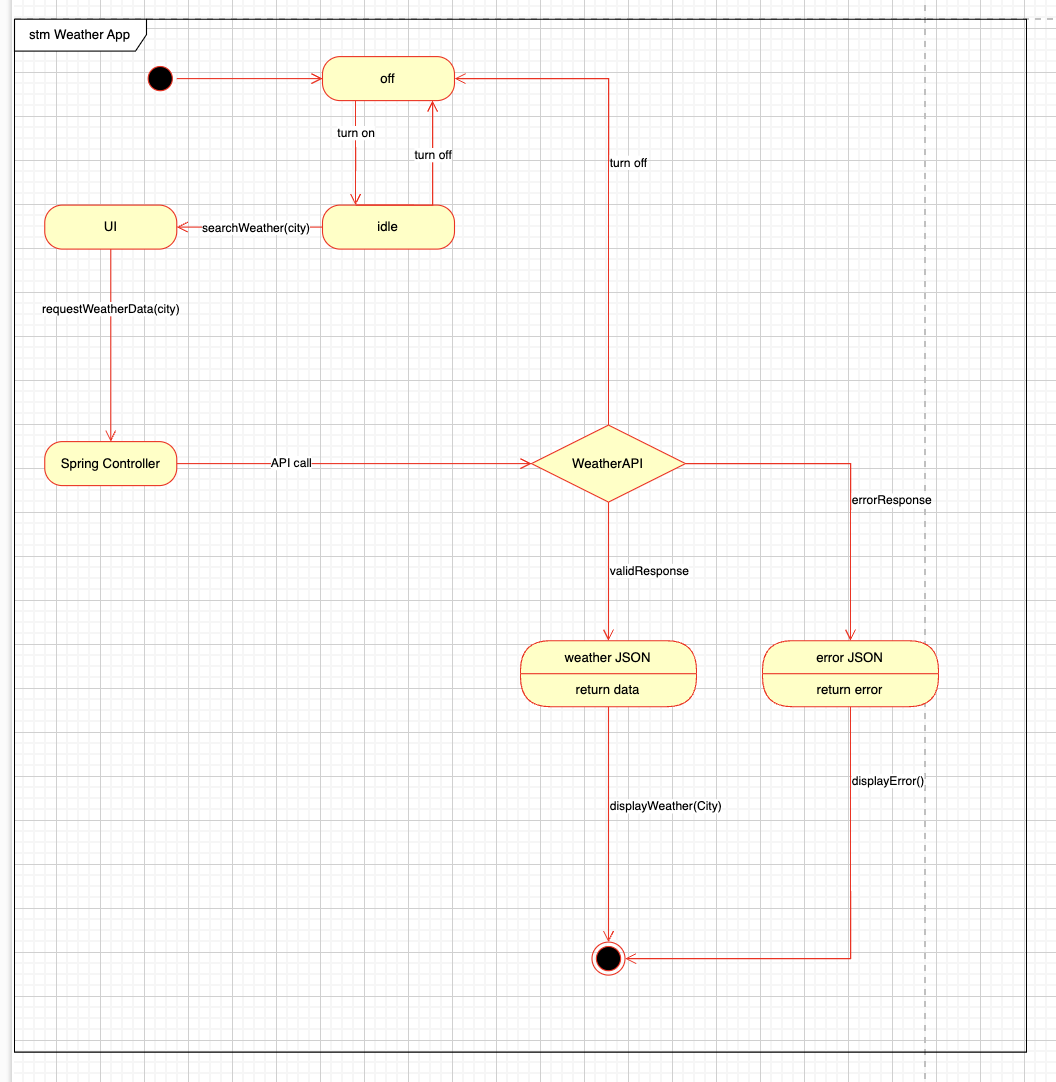 stm Weather App
off
turn on
turn off
turn off
UI
searchWeather(city)
idle
requestWeatherData(city)
Spring Controller
API call
WeatherAPI
errorResponse
validResponse
weather JSON
return data
error JSON
return error
displayError()
displayWeather(City)